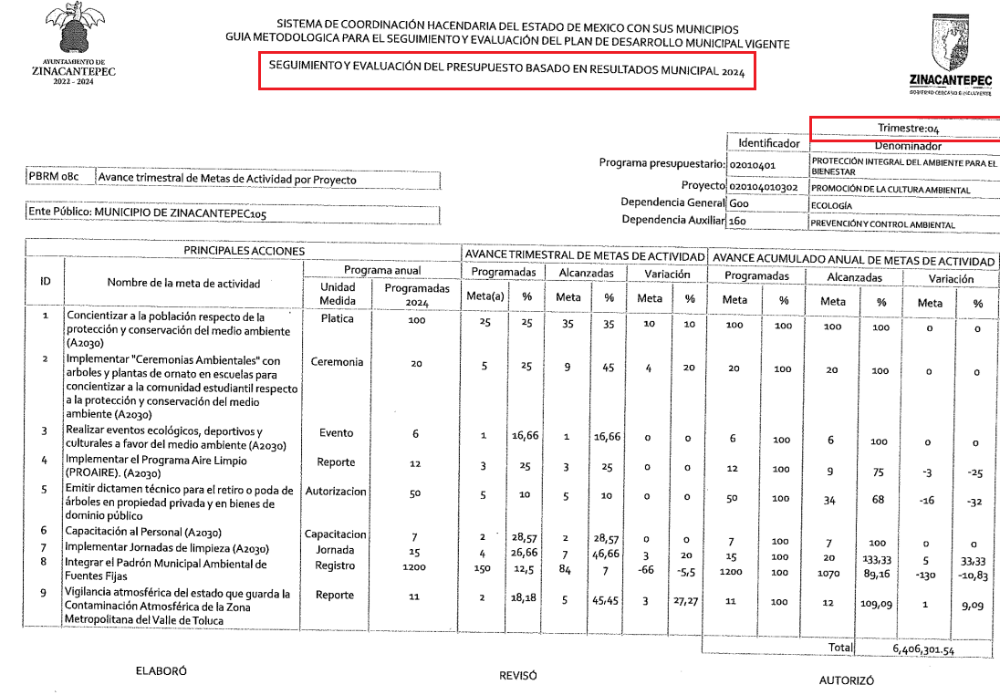 SISTEMA DE COORDINACIÓN HACENDARIA DEL ESTADO DE MEXICO CON SUS MUNICIPIOS
GUIA METODOLOGICA PARA EL SEGUIMIENTO Y EVALUACIÓN DEL PLAN DE DESARROLLO MUNICIPAL VIGENTE
SEGUIMIENTO Y EVALUACIÓN DEL PRESUPUESTO BASADO EN RESULTADOS MUNICIPAL 2024
AYUNTAMIENTO DE
ZINACANTEPEC
2022 - 2024
ZINACANTEPEC
GOBIERNO CERCANO E INCLUYENTE
Trimestre:04
Identificador Denominador
Programa presupuestario: 02010401 PROTECCIÓN INTEGRAL DEL AMBIENTE PARA EL
BIENESTAR
Proyecto 020104010302 PROMOCIÓN DE LA CULTURA AMBIENTAL
Dependencia General G00 ECOLOGÍA
Dependencia Auxiliar 160 PREVENCIÓN Y CONTROL AMBIENTAL
PBRM 08c Avance trimestral de Metas de Actividad por Proyecto
Ente Público: MUNICIPIO DE ZINACANTEPEC105
PRINCIPALES ACCIONES AVANCE TRIMESTRAL DE METAS DE ACTIVIDAD AVANCE ACUMULADO ANUAL DE METAS DE ACTIVIDAD
ID Nombre de la meta de actividad Programa anual Programadas Alcanzadas Variación Programadas Alcanzadas Variación
Unidad Programadas
Medida 2024 Meta(a) % Meta % Meta % Meta % Meta % Meta %
1 Concientizar a la población respecto de la Platica 100 25 25 35 35 10 10 100 100 100 100 0 0
protección y conservación del medio ambiente
(A2030)
2 Implementar "Ceremonias Ambientales" con Ceremonia 20 5 25 9 45 4 20 20 100 20 100 0 0
arboles y plantas de ornato en escuelas para
concientizar a la comunidad estudiantil respecto
a la protección y conservación del medio
ambiente (A2030)
3 Realizar eventos ecológicos, deportivos y Evento 6 1 16,66 1 16,66 0 0 6 100 6 100 0 0
culturales a favor del medio ambiente (A2030)
4 Implementar el Programa Aire Limpio Reporte 12 3 25 3 25 0 0 12 100 9 75 -3 -25
(PROAIRE). (A2030)
5 Emitir dictamen técnico para el retiro o poda de Autorizacion 50 5 10 5 10 0 0 50 100 34 68 -16 -32
árboles en propiedad privada y en bienes de
dominio público
6 Capacitación al Personal (A2030) Capacitacion 7 2 28,57 2 28,57 0 0 7 100 7 100 0 0
7 Implementar Jornadas de limpieza (A2030) Jornada 15 4 26,66 7 46,66 3 20 15 100 20 133,33 5 33,33
8 Integrar el Padrón Municipal Ambiental de Registro 1200 150 12,5 84 7 -66 -5,5 1200 100 1070 89,16 -130 -10,83
Fuentes Fijas
9 Vigilancia atmosférica del estado que guarda la Reporte 11 2 18,18 5 45,45 3 27,27 11 100 12 109,09 1 9,09
Contaminación Atmosférica de la Zona
Metropolitana del Valle de Toluca
Total 6,406,301.54
ELABORÓ REVISÓ AUTORIZÓ